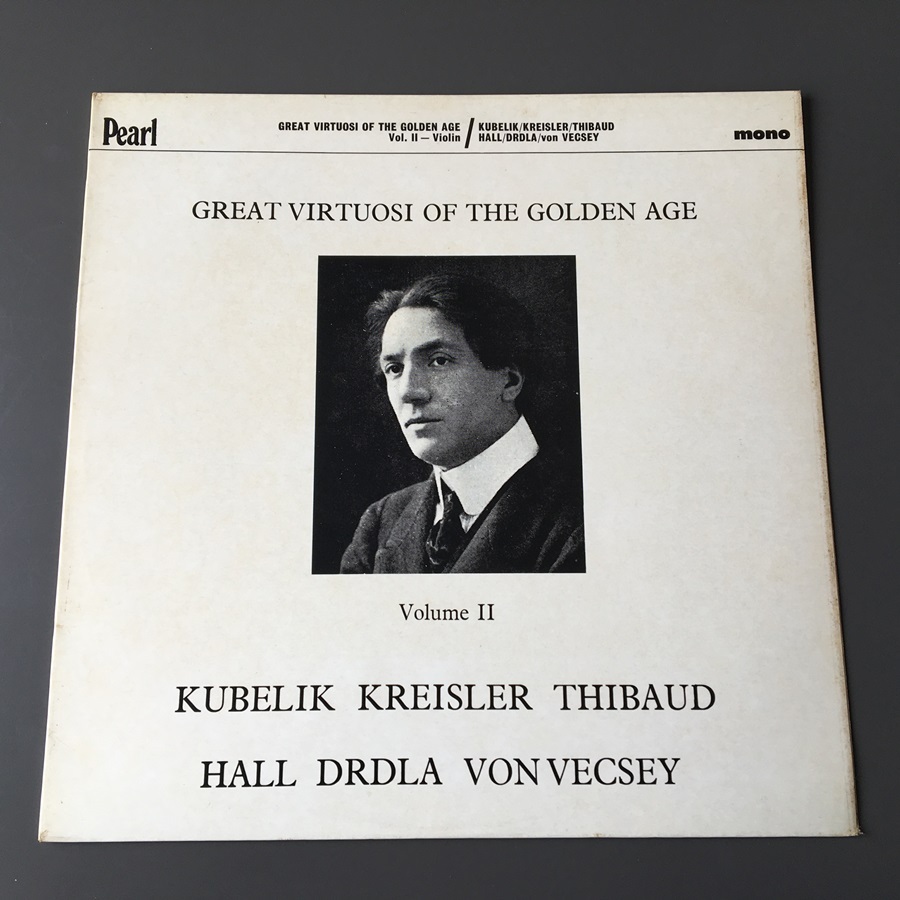 Pearl
GREAT VIRTUOSI OF THE GOLDEN AGE
Vol. II — Violin
/
KUBELIK/KREISLER/THIBAUD
HALL/DRDLA/von VECSEY
mono
GREAT VIRTUOSI OF THE GOLDEN AGE
Volume II
KUBELIK KREISLER THIBAUD
HALL DRDLA VON VECSEY